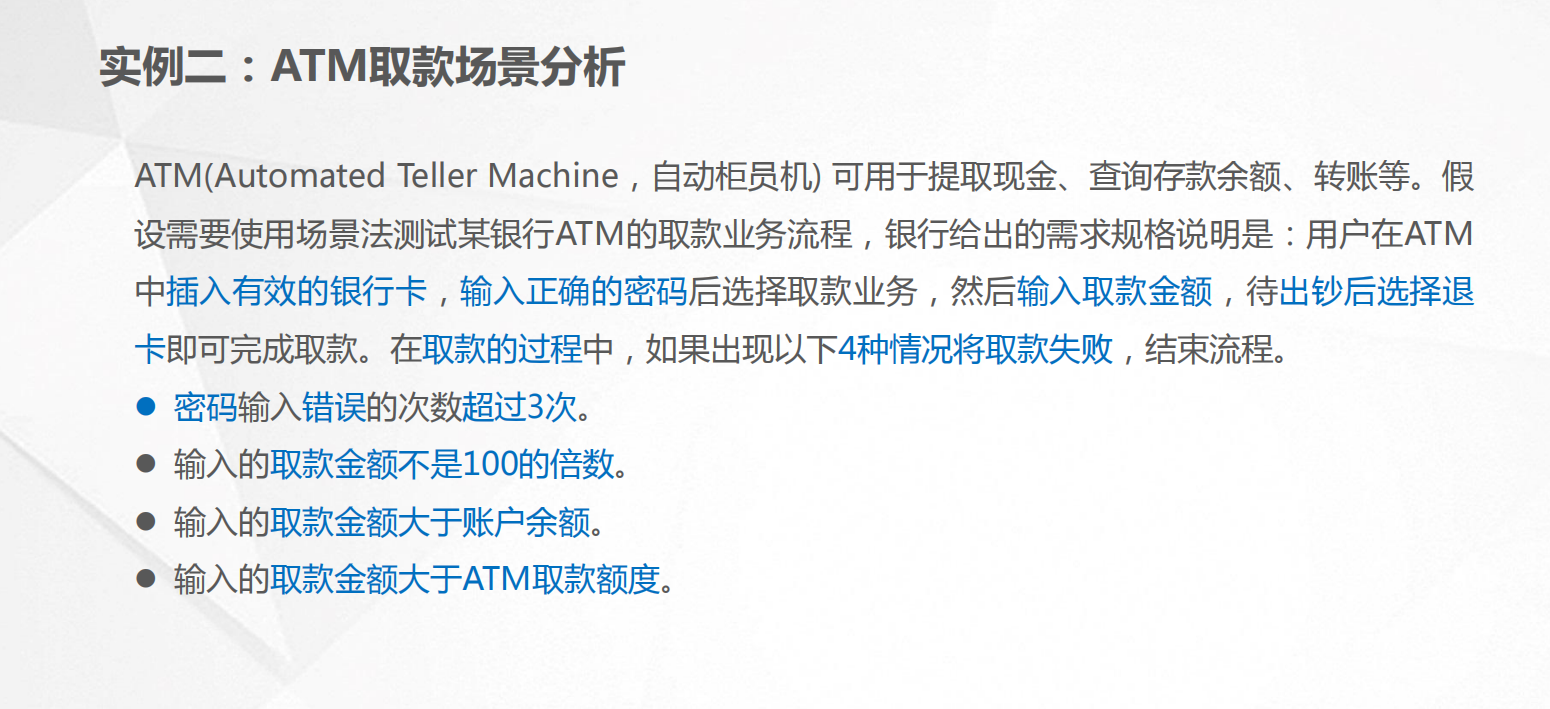 实例二：ATM取款场景分析
ATM(Automated Teller Machine，自动柜员机) 可用于提取现金、查询存款余额、转账等。假
设需要使用场景法测试某银行ATM的取款业务流程，银行给出的需求规格说明是：用户在ATM
中插入有效的银行卡，输入正确的密码后选择取款业务，然后输入取款金额，待出钞后选择退
卡即可完成取款。在取款的过程中，如果出现以下4种情况将取款失败，结束流程。
● 密码输入错误的次数超过3次。
● 输入的取款金额不是100的倍数。
● 输入的取款金额大于账户余额。
● 输入的取款金额大于ATM取款额度。